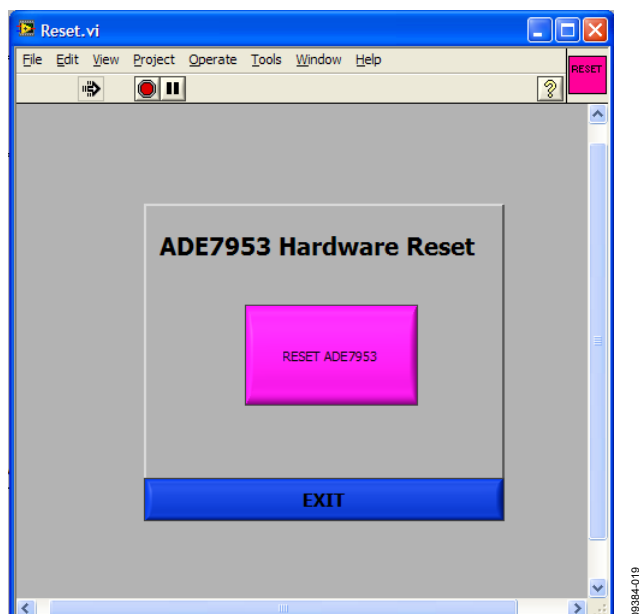 Reset.vi
File Edit View Project Operate Tools Window Help
RESET
?
ADE7953 Hardware Reset
RESET ADE7953
EXIT
09384-019